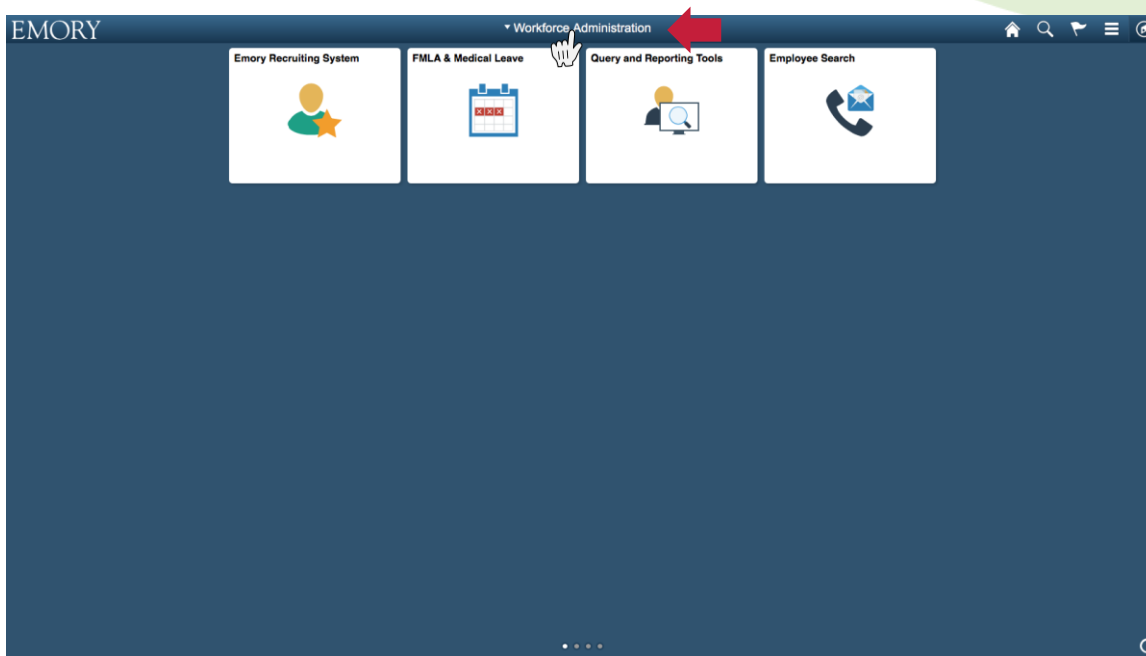 EMORY
Workforce Administration
Emory Recruiting System
FMLA & Medical Leave
Query and Reporting Tools
Employee Search